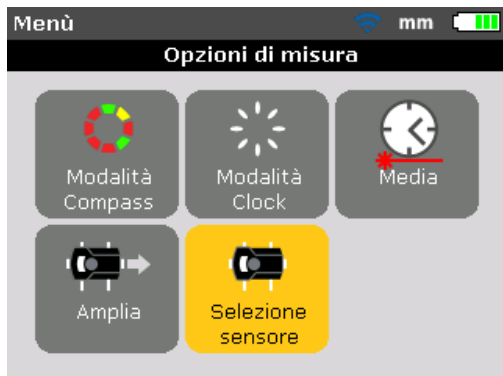 Menù
mm
Opzioni di misura
Modalità
Compass
Modalità
Clock
Media
Amplia
Selezione
sensore